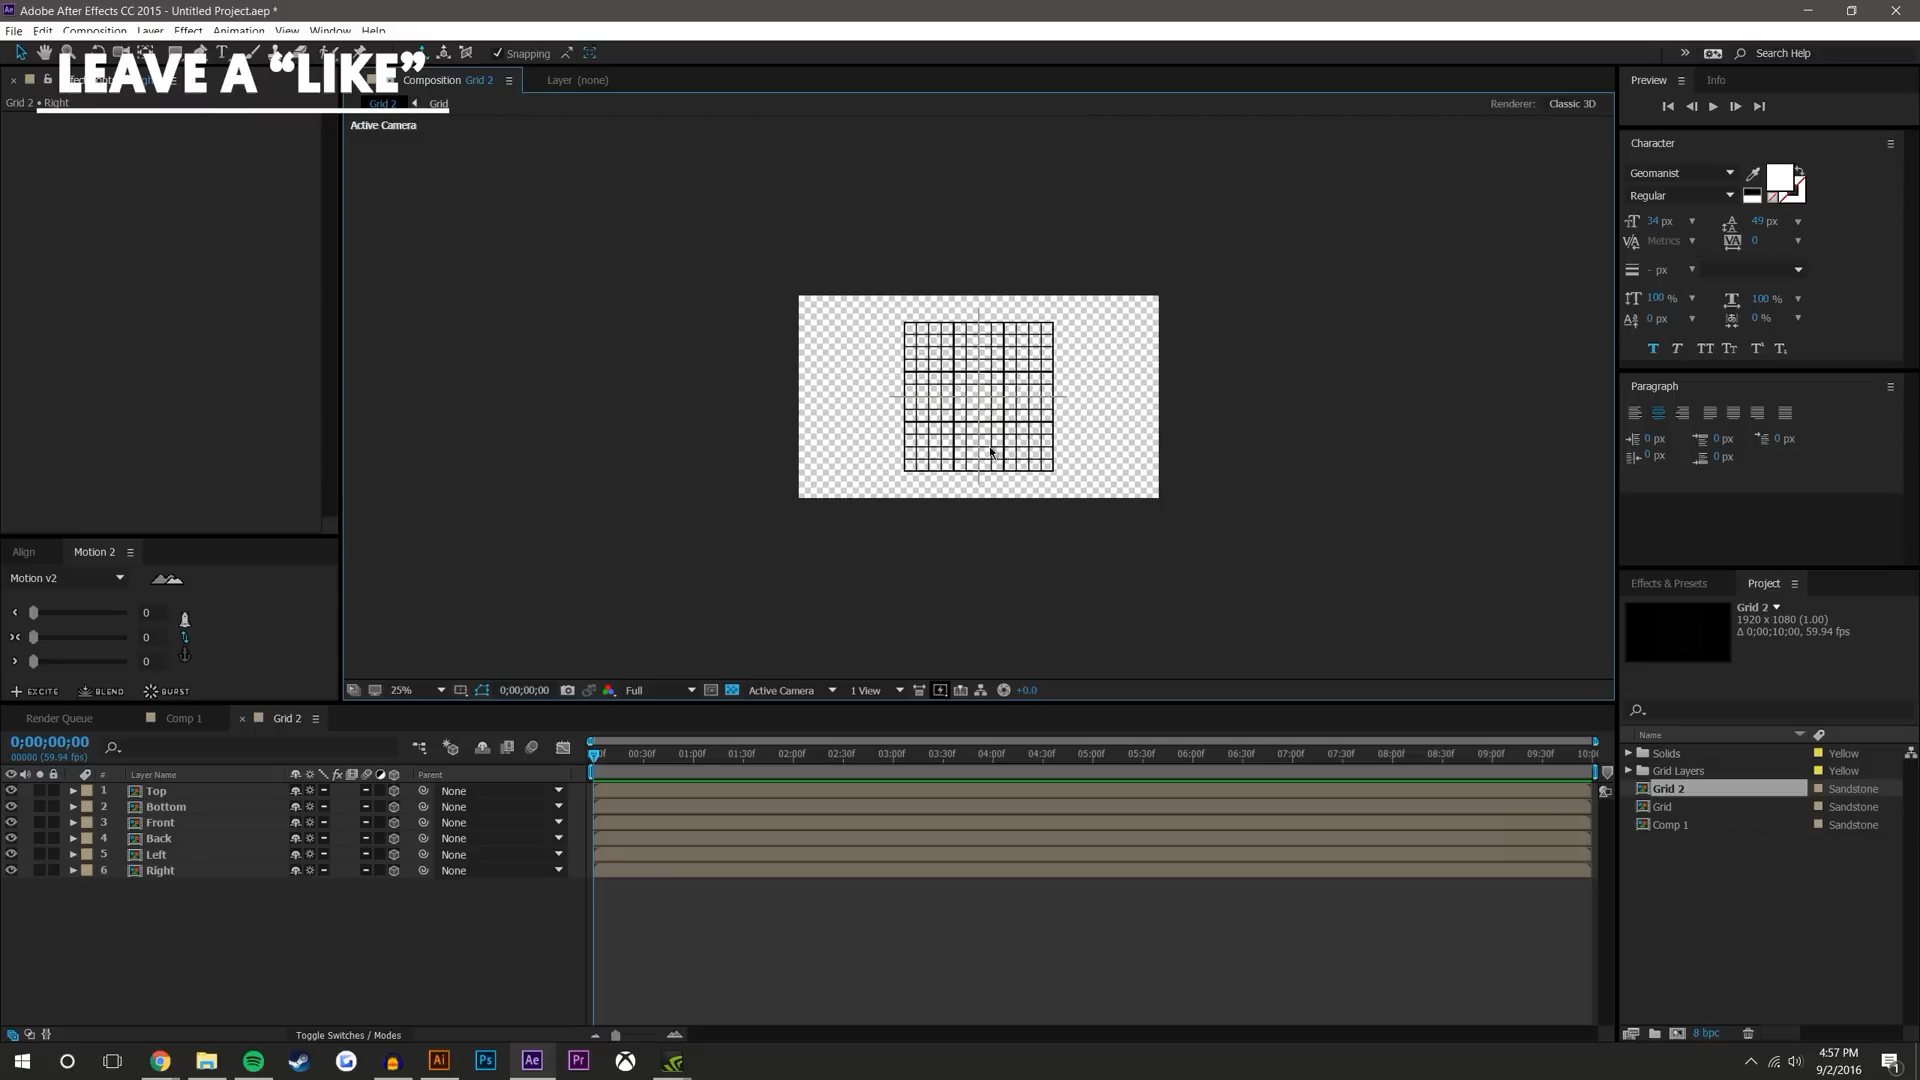 Adobe After Effects CC 2015 - Untitled Project.aep *
File Edit Composition Layer Effect Animation View Window Help
Snapping
Search Help
LEAVE A “LIKE”
Composition Grid 2
Layer (none)
Grid 2 • Right
Grid 2 Grid
Renderer: Classic 3D
Active Camera
Preview Info
Character
Geomanist
Regular
34 px 49 px
Metrics 0
- px
100 % 100 %
0 px 0 %
Paragraph
0 px 0 px 0 px
0 px 0 px
Align Motion 2
Motion v2
0
0
0
EXCITE BLEND BURST
25% 0;00;00;00 Full Active Camera 1 View +0.0
Effects & Presets Project
Grid 2
1920 x 1080 (1.00)
Δ 0;00;10;00, 59.94 fps
Name
Solids Yellow
Grid Layers Yellow
Grid 2 Sandstone
Grid Sandstone
Comp 1 Sandstone
8 bpc
Render Queue Comp 1 Grid 2
0;00;00;00
00000 (59.94 fps)
00:30f 01:00f 01:30f 02:00f 02:30f 03:00f 03:30f 04:00f 04:30f 05:00f 05:30f 06:00f 06:30f 07:00f 07:30f 08:00f 08:30f 09:00f 09:30f
# Layer Name Parent
1 Top None
2 Bottom None
3 Front None
4 Back None
5 Left None
6 Right None
Toggle Switches / Modes
4:57 PM
9/2/2016